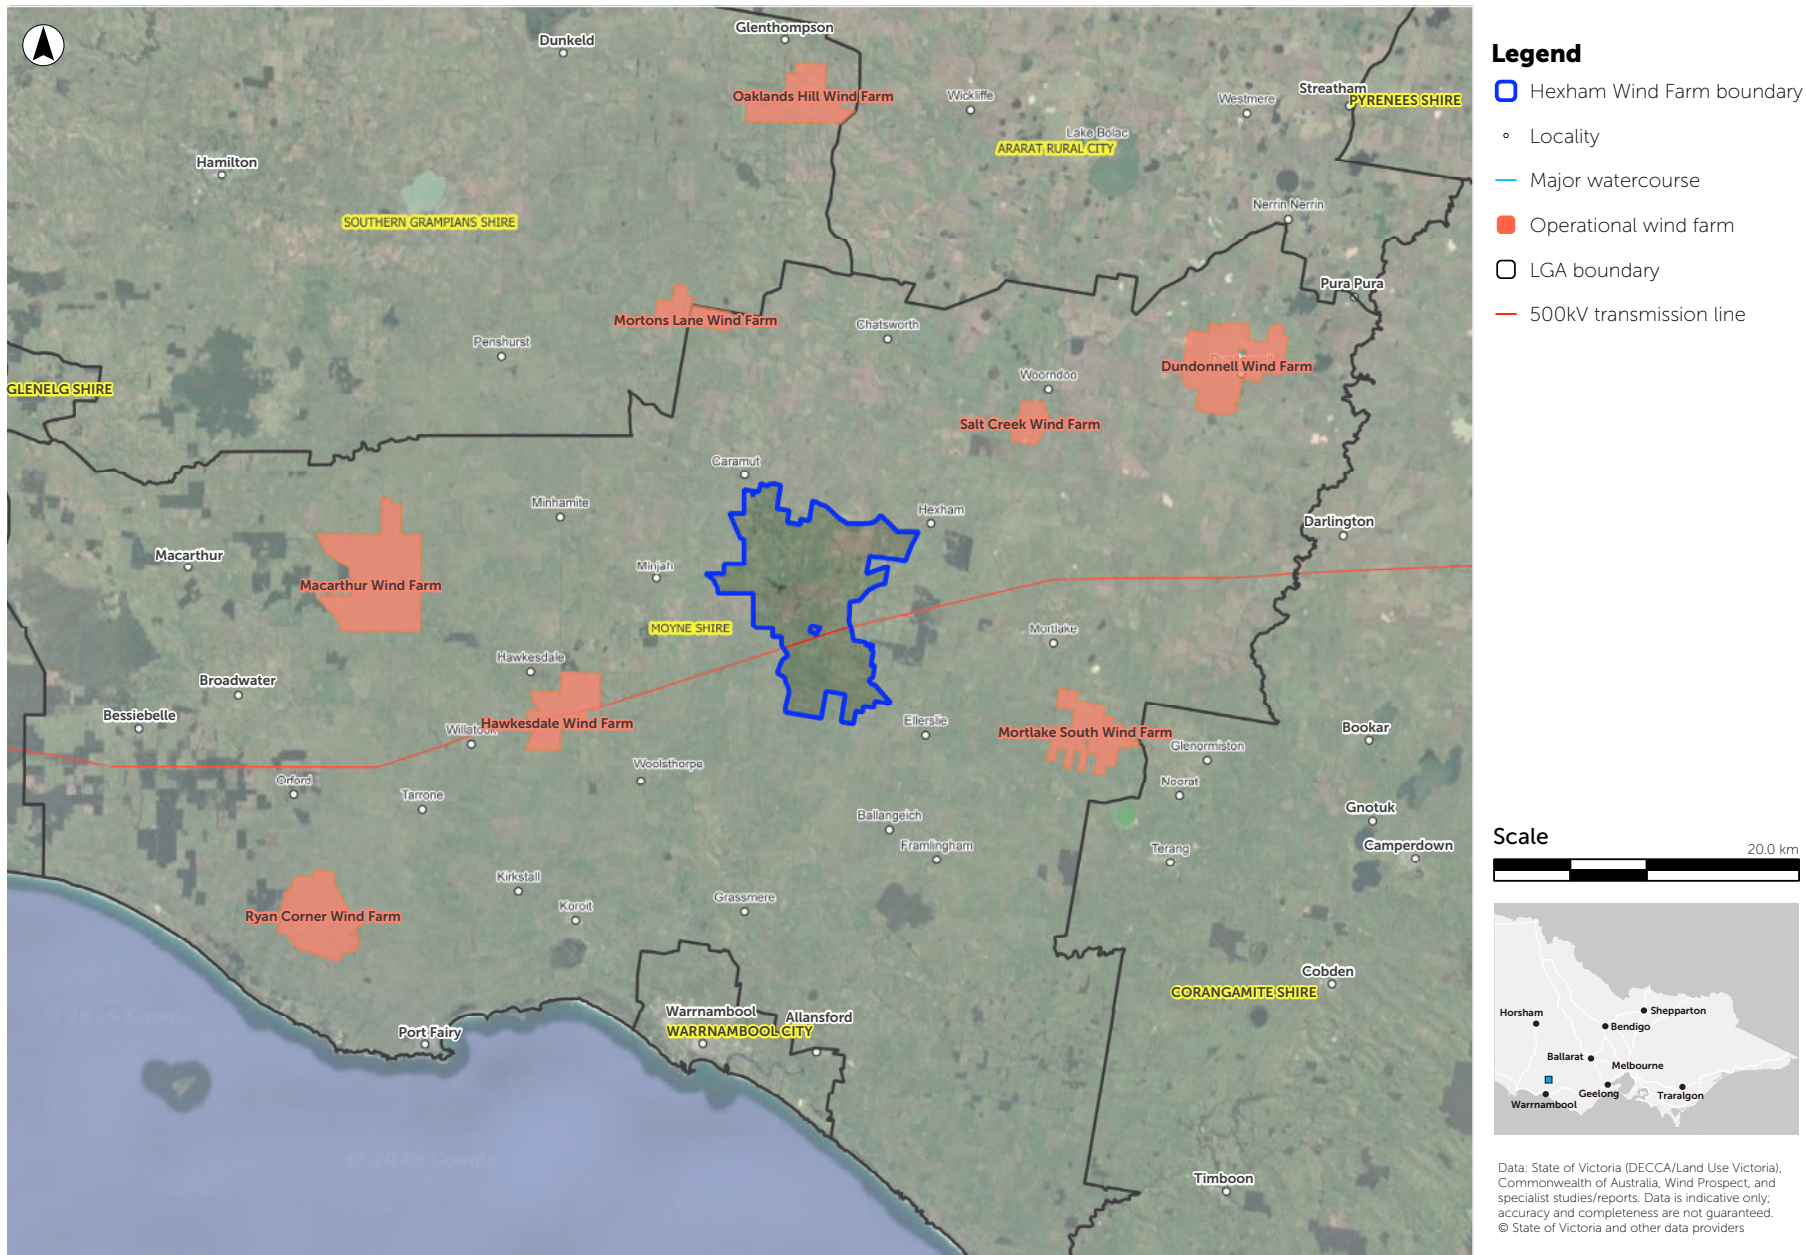 Glenthompson
Dunkeld
Oaklands Hill Wind Farm
Wickliffe
Streatham
Westmere
PYRENEES SHIRE
Lake Bolac
ARARAT RURAL CITY
Hamilton
Nerrin Nerrin
SOUTHERN GRAMPIANS SHIRE
Pura Pura
Mortons Lane Wind Farm
Chatsworth
Penshurst
Dundonnell Wind Farm
Woorndoo
GLENELG SHIRE
Salt Creek Wind Farm
Caramut
Minhamite
Hexham
Darlington
Macarthur
Minjah
Macarthur Wind Farm
MOYNE SHIRE
Mortlake
Hawkesdale
Broadwater
Bessiebelle
Hawkesdale Wind Farm
Willatook
Ellerslie
Mortlake South Wind Farm
Bookar
Glenormiston
Woolsthorpe
Orford
Noorat
Tarrone
Gnotuk
Ballangeich
Framlingham
Camperdown
Terang
Kirkstall
Grassmere
Koroit
Ryan Corner Wind Farm
Cobden
CORANGAMITE SHIRE
Warrnambool
Allansford
WARRNAMBOOL CITY
Port Fairy
© 2025 Google
© 2025 Google
Timboon
Legend
Hexham Wind Farm boundary
Locality
Major watercourse
Operational wind farm
LGA boundary
500kV transmission line
Scale
20.0 km
Horsham
Shepparton
Bendigo
Ballarat
Melbourne
Geelong
Traralgon
Warrnambool
Data: State of Victoria (DECCA/Land Use Victoria),
Commonwealth of Australia, Wind Prospect, and
specialist studies/reports. Data is indicative only;
accuracy and completeness are not guaranteed.
© State of Victoria and other data providers